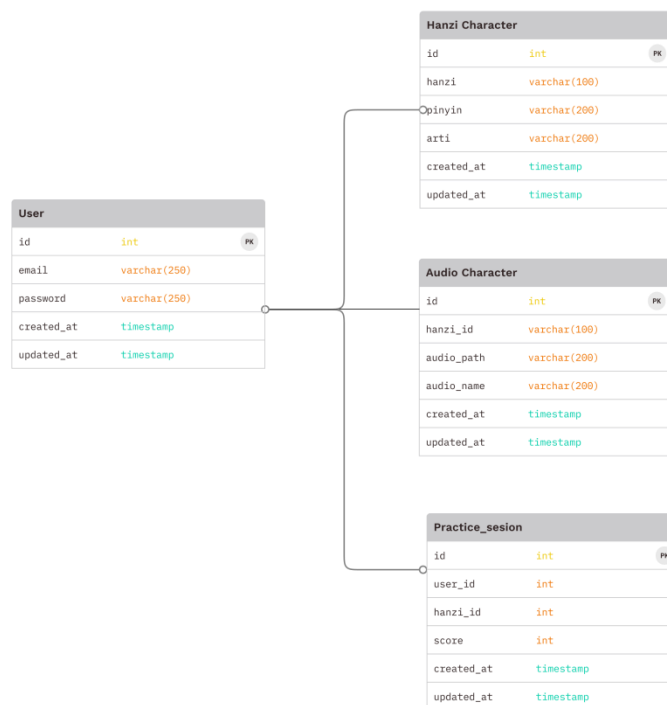 Hanzi Character
id int PK
hanzi varchar(100)
pinyin varchar(200)
arti varchar(200)
created_at timestamp
updated_at timestamp
User
id int PK
email varchar(250)
password varchar(250)
created_at timestamp
updated_at timestamp
Audio Character
id int PK
hanzi_id varchar(100)
audio_path varchar(200)
audio_name varchar(200)
created_at timestamp
updated_at timestamp
Practice_sesion
id int PK
user_id int
hanzi_id int
score int
created_at timestamp
updated_at timestamp